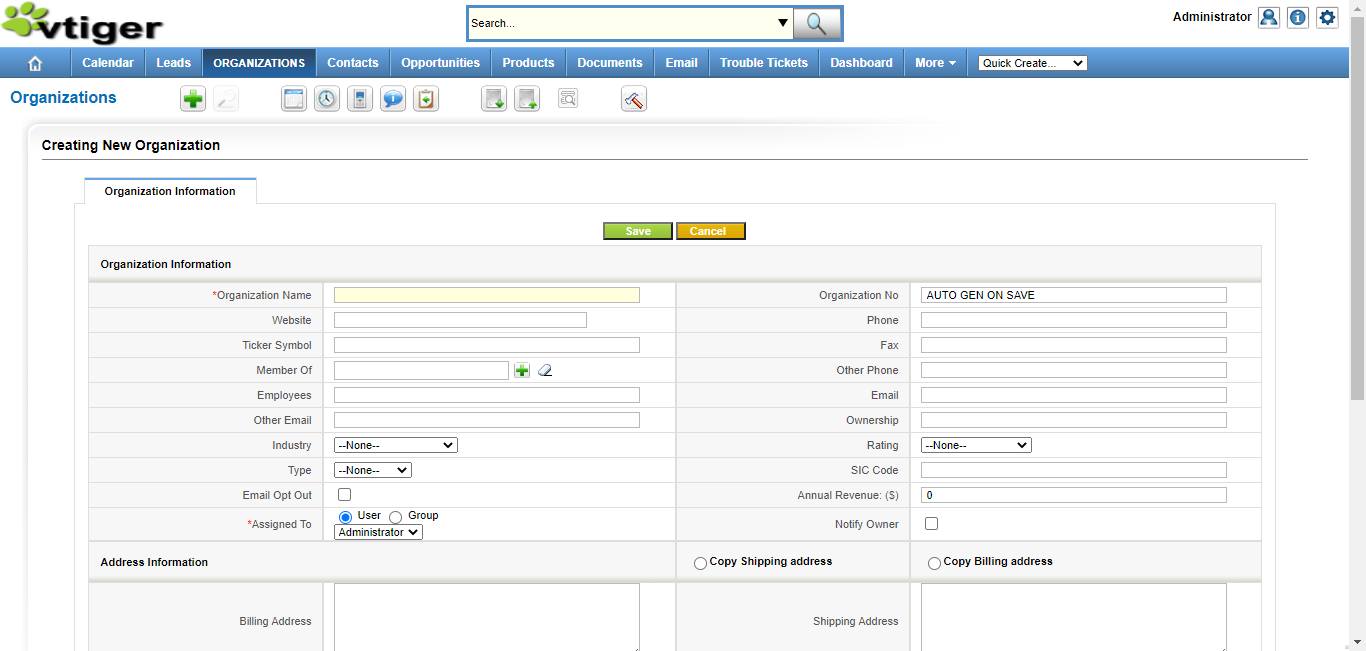 vtiger
Search...
Administrator
Calendar Leads ORGANIZATIONS Contacts Opportunities Products Documents Email Trouble Tickets Dashboard More Quick Create...
Organizations
Creating New Organization
Organization Information
Save Cancel
Organization Information
*Organization Name Organization No AUTO GEN ON SAVE
Website Phone
Ticker Symbol Fax
Member Of Other Phone
Employees Email
Other Email Ownership
Industry --None-- Rating --None--
Type --None-- SIC Code
Email Opt Out Annual Revenue: ($) 0
*Assigned To User Group Notify Owner
Administrator
Address Information Copy Shipping address Copy Billing address
Billing Address Shipping Address